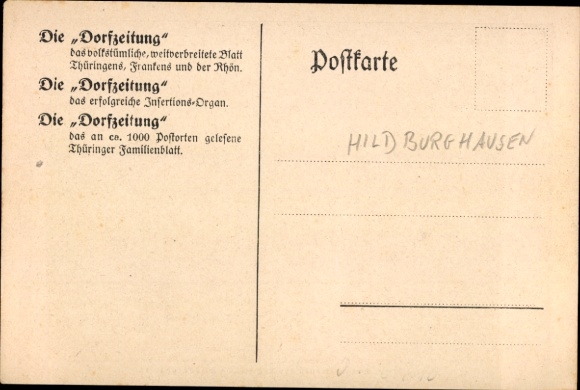 Die „Dorfzeitung“
das volkstümliche, weitverbreitete Blatt
Thüringens, Frankens und der Rhön.
Die „Dorfzeitung“
das erfolgreiche Insertions-Organ.
Die „Dorfzeitung“
das an ca. 1000 Postorten gelesene
Thüringer Familienblatt.
Postkarte
HILDBURGHAUSEN